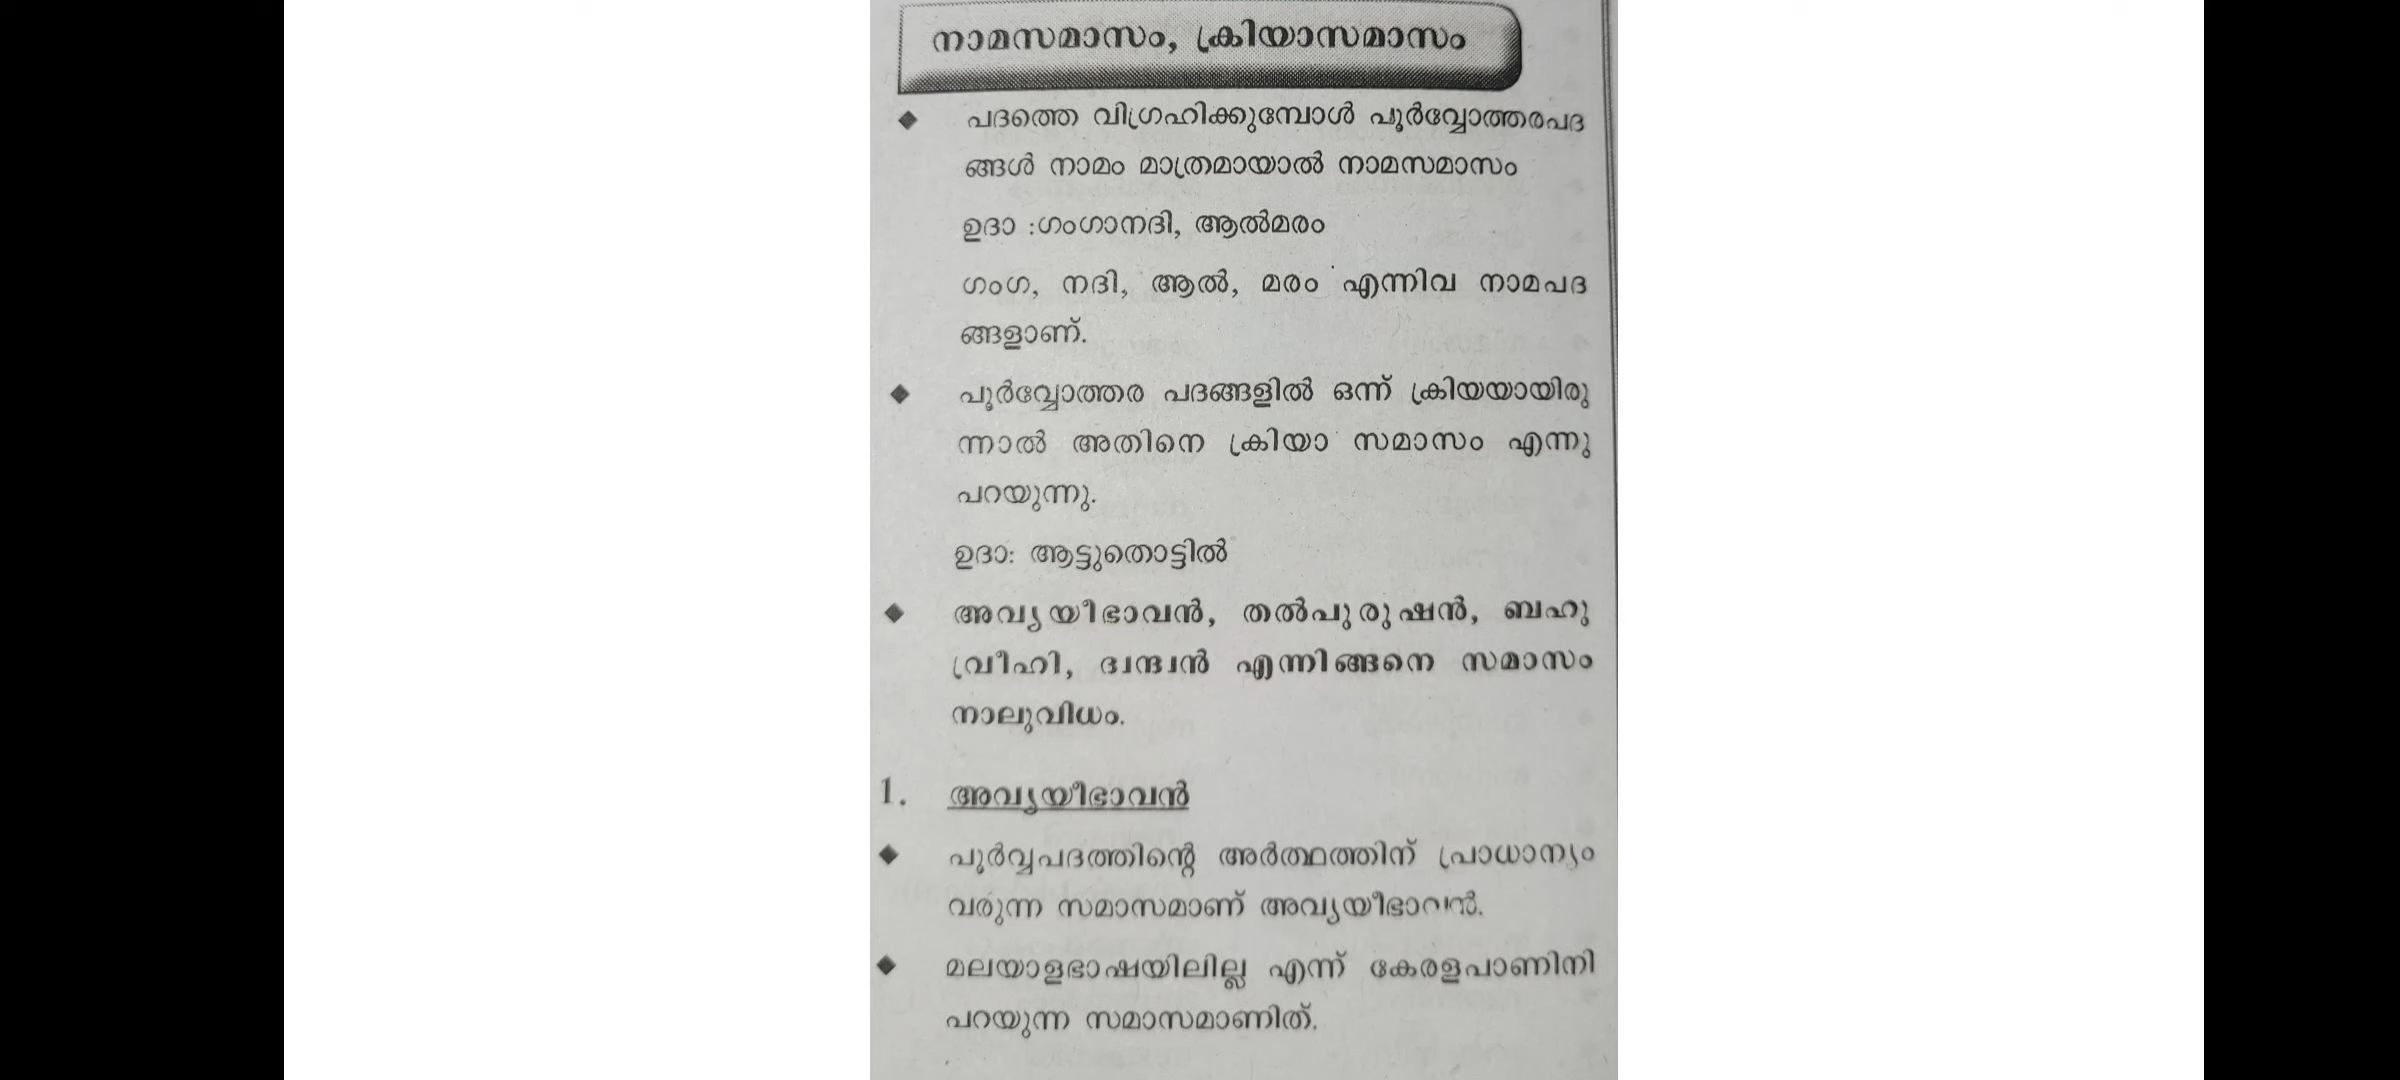 നാമസമാസം, ക്രിയാസമാസം
◆ പദത്തെ വിഗ്രഹിക്കുമ്പോൾ പൂർവ്വോത്തരപദ
ങ്ങൾ നാമം മാത്രമായാൽ നാമസമാസം
ഉദാ :ഗംഗാനദി, ആൽമരം
ഗംഗ, നദി, ആൽ, മരം എന്നിവ നാമപദ
ങ്ങളാണ്.
◆ പൂർവ്വോത്തര പദങ്ങളിൽ ഒന്ന് ക്രിയയായിരു
ന്നാൽ അതിനെ ക്രിയാ സമാസം എന്നു
പറയുന്നു.
ഉദാ: ആട്ടുതൊട്ടിൽ
◆ അവ്യയീഭാവൻ, തൽപുരുഷൻ, ബഹു
വ്രീഹി, ദ്വന്ദ്വൻ എന്നിങ്ങനെ സമാസം
നാലുവിധം.
1. അവ്യയീഭാവൻ
◆ പൂർവ്വപദത്തിന്റെ അർത്ഥത്തിന് പ്രാധാന്യം
വരുന്ന സമാസമാണ് അവ്യയീഭാവൻ.
◆ മലയാളഭാഷയിലില്ല എന്ന് കേരളപാണിനി
പറയുന്ന സമാസമാണിത്.